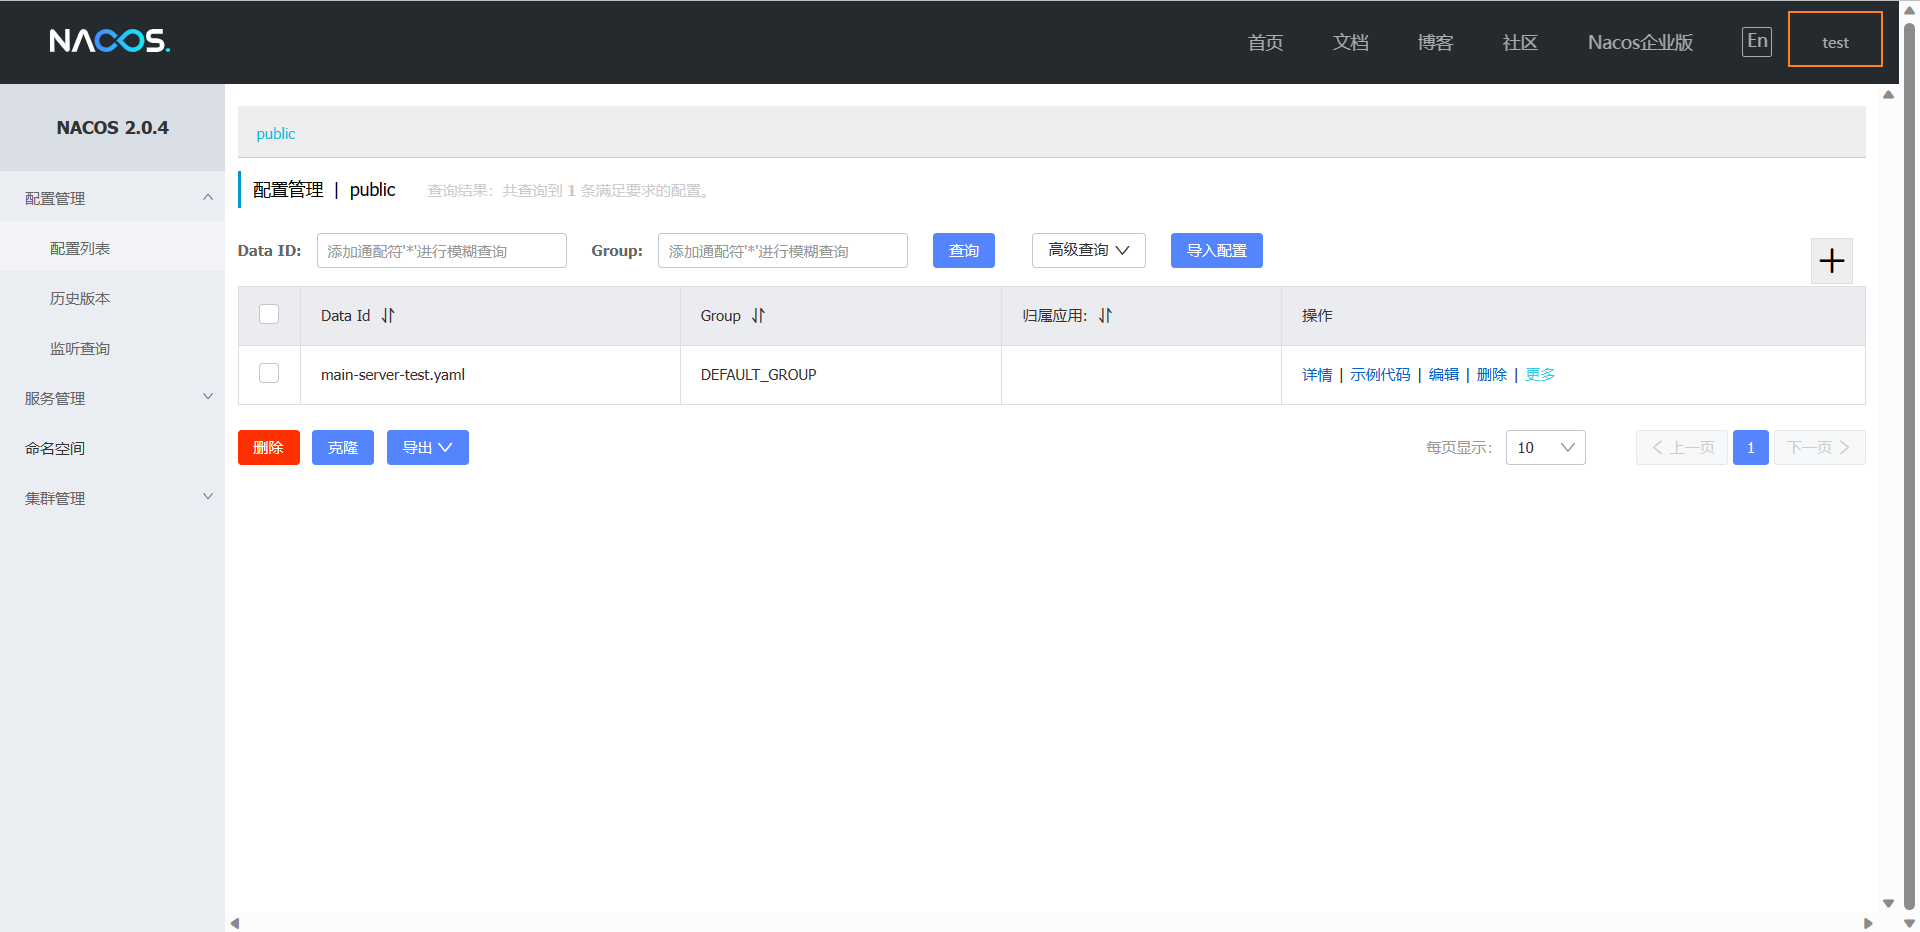 NACOS.
首页 文档 博客 社区 Nacos企业版 En test
NACOS 2.0.4
配置管理
配置列表
历史版本
监听查询
服务管理
命名空间
集群管理
public
配置管理 | public 查询结果：共查询到 1 条满足要求的配置。
Data ID: 添加通配符'*'进行模糊查询 Group: 添加通配符'*'进行模糊查询 查询 高级查询 导入配置
Data Id Group 归属应用: 操作
main-server-test.yaml DEFAULT_GROUP 详情 | 示例代码 | 编辑 | 删除 | 更多
删除 克隆 导出 每页显示: 10 上一页 1 下一页